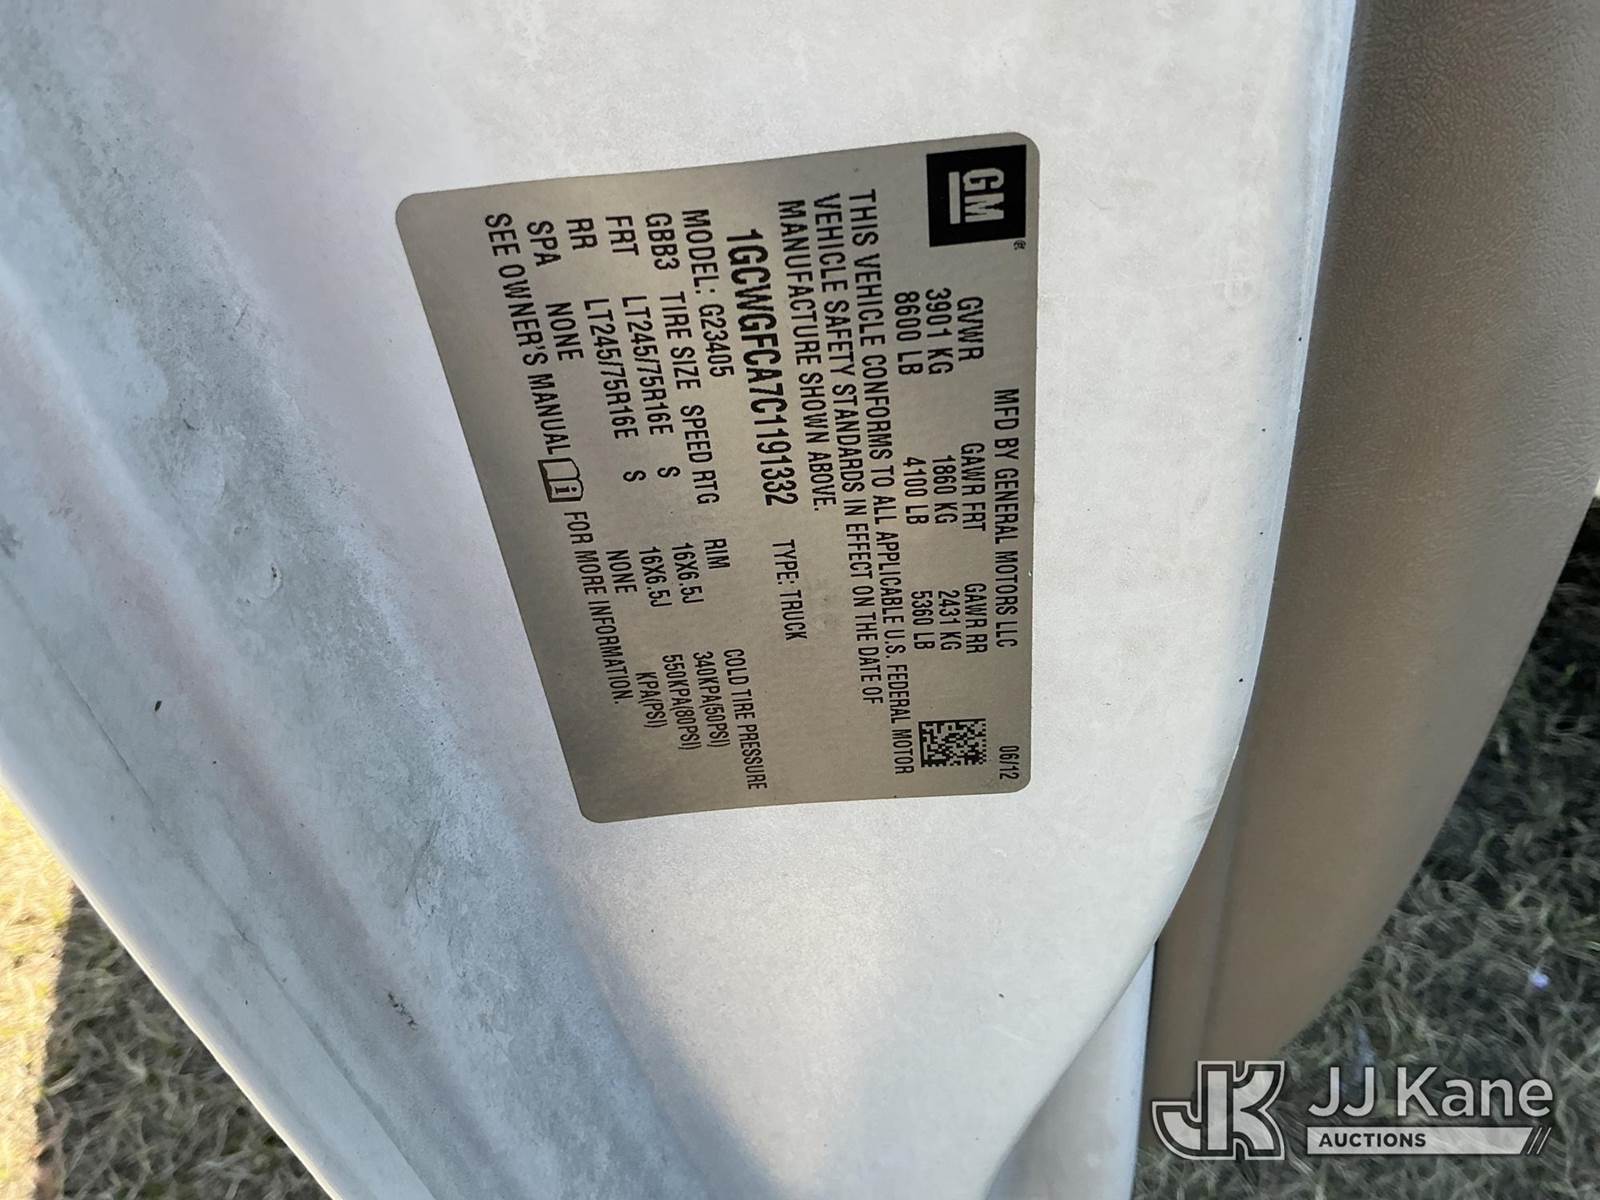 MFD BY GENERAL MOTORS LLC 06/12
GM ®
GVWR GAWR FRT GAWR RR
3901 KG 1860 KG 2431 KG
8600 LB 4100 LB 5360 LB
THIS VEHICLE CONFORMS TO ALL APPLICABLE U.S. FEDERAL MOTOR
VEHICLE SAFETY STANDARDS IN EFFECT ON THE DATE OF
MANUFACTURE SHOWN ABOVE.
1GCWGFCA7C1191332 TYPE: TRUCK
MODEL: G23405
GBB3 TIRE SIZE SPEED RTG RIM COLD TIRE PRESSURE
FRT LT245/75R16E S 16X6.5J 340KPA(50PSI)
RR LT245/75R16E S 16X6.5J 550KPA(80PSI)
SPA NONE NONE KPA(PSI)
SEE OWNER'S MANUAL i FOR MORE INFORMATION.
JK JJ Kane
AUCTIONS